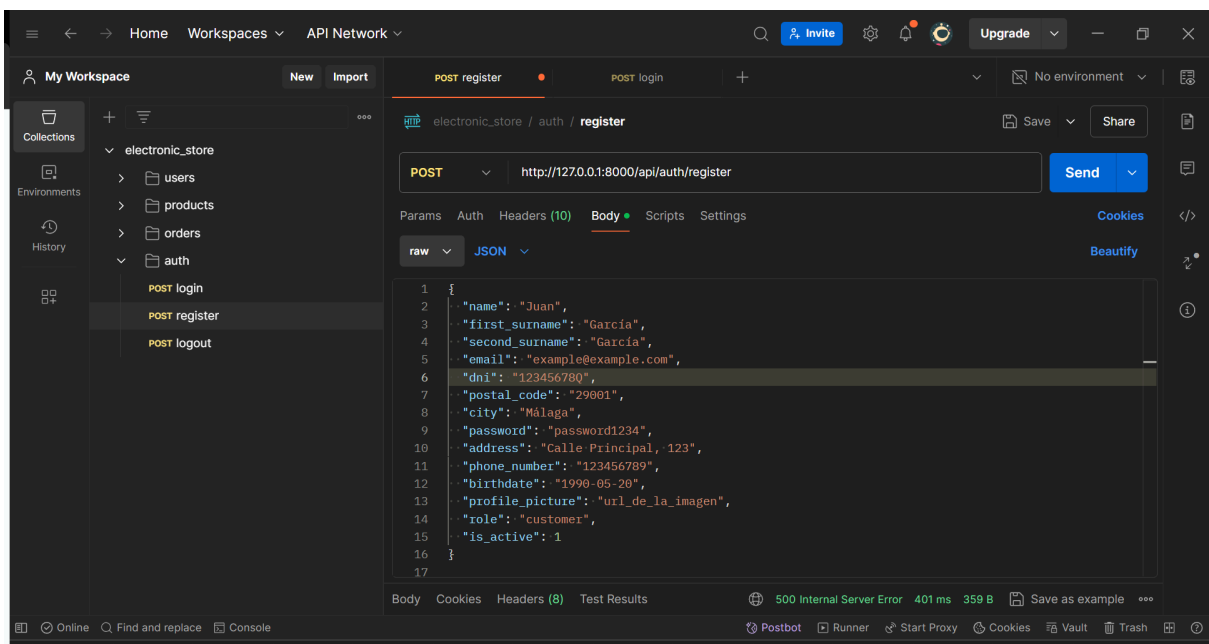 Home Workspaces API Network Invite Upgrade
My Workspace New Import POST register POST login No environment
Collections
Environments
History
electronic_store
users
products
orders
auth
POST login
POST register
POST logout
HTTP electronic_store / auth / register Save Share
POST http://127.0.0.1:8000/api/auth/register Send
Params Auth Headers (10) Body Scripts Settings Cookies
raw JSON Beautify
1 {
2 "name": "Juan",
3 "first_surname": "García",
4 "second_surname": "García",
5 "email": "example@example.com",
6 "dni": "12345678Q",
7 "postal_code": "29001",
8 "city": "Málaga",
9 "password": "password1234",
10 "address": "Calle Principal, 123",
11 "phone_number": "123456789",
12 "birthdate": "1990-05-20",
13 "profile_picture": "url_de_la_imagen",
14 "role": "customer",
15 "is_active": 1
16 }
17
Body Cookies Headers (8) Test Results 500 Internal Server Error 401 ms 359 B Save as example
Online Find and replace Console Postbot Runner Start Proxy Cookies Vault Trash